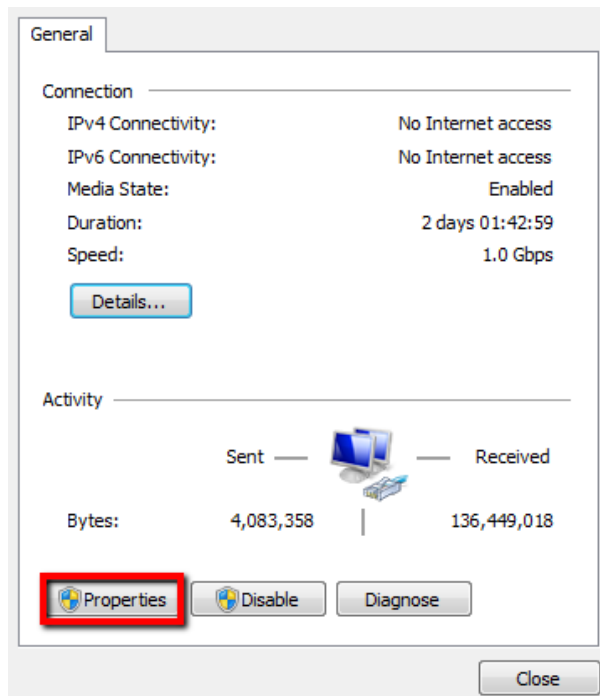 General
Connection
IPv4 Connectivity: No Internet access
IPv6 Connectivity: No Internet access
Media State: Enabled
Duration: 2 days 01:42:59
Speed: 1.0 Gbps
Details...
Activity
Sent Received
Bytes: 4,083,358 136,449,018
Properties Disable Diagnose
Close